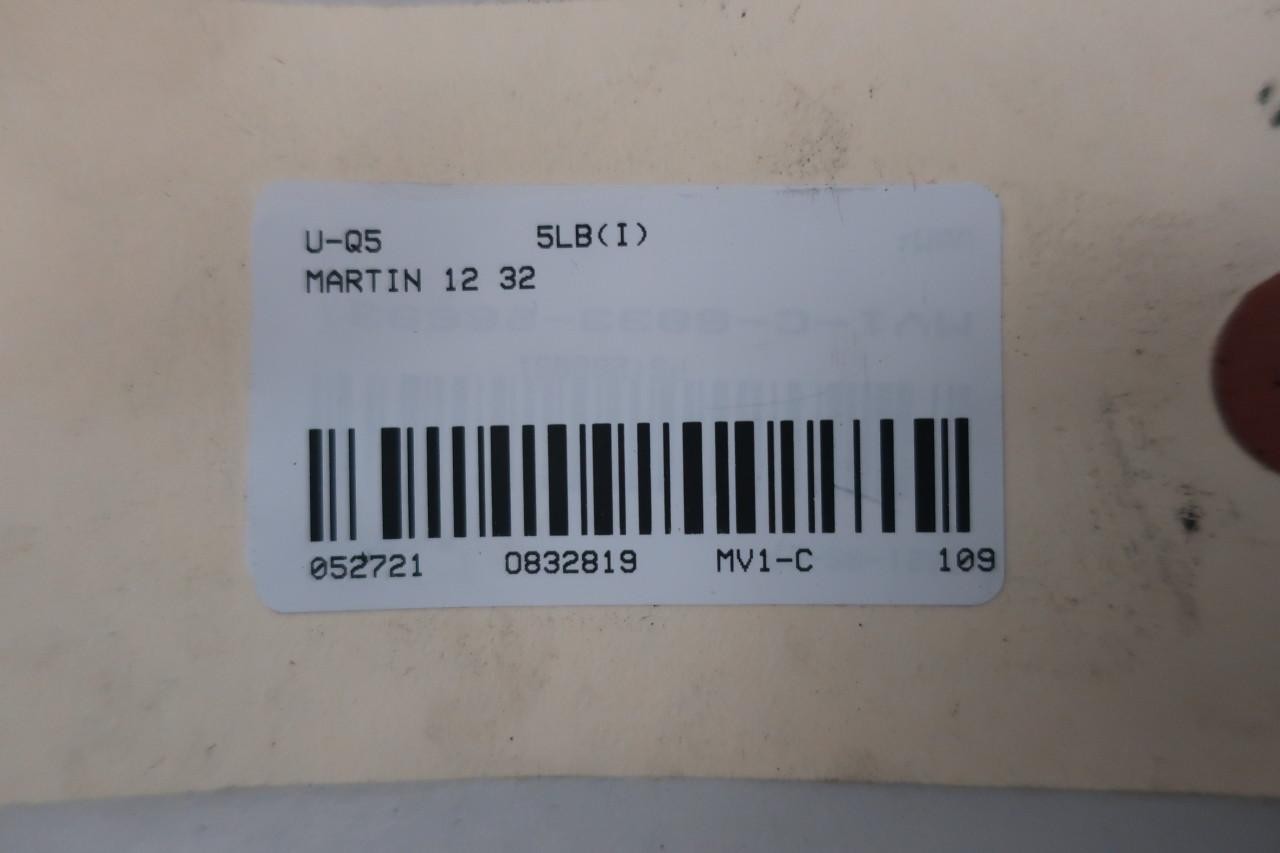 U-Q5 5LB(I)
MARTIN 12 32
052721 0832819 MV1-C 109